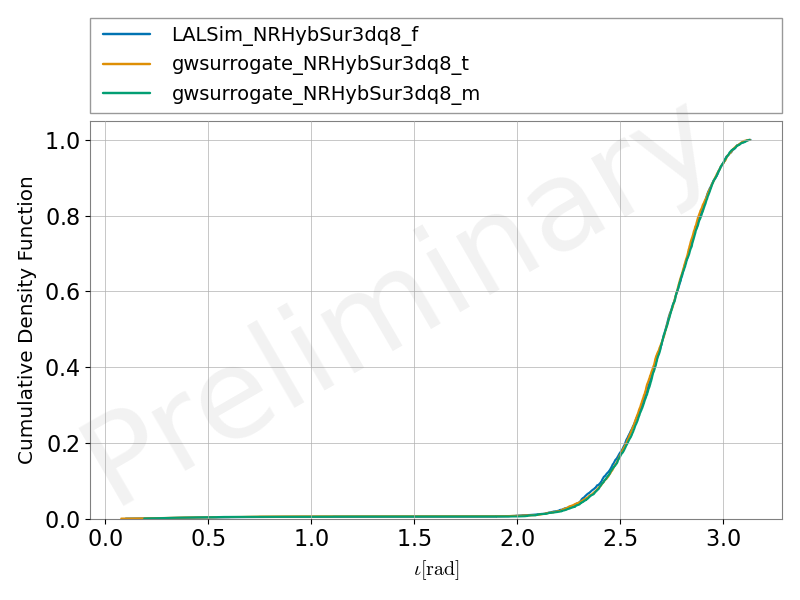 LALSim_NRHybSur3dq8_f
gwsurrogate_NRHybSur3dq8_t
gwsurrogate_NRHybSur3dq8_m
Preliminary
Cumulative Density Function
1.0
0.8
0.6
0.4
0.2
0.0
0.0 0.5 1.0 1.5 2.0 2.5 3.0
ι[rad]